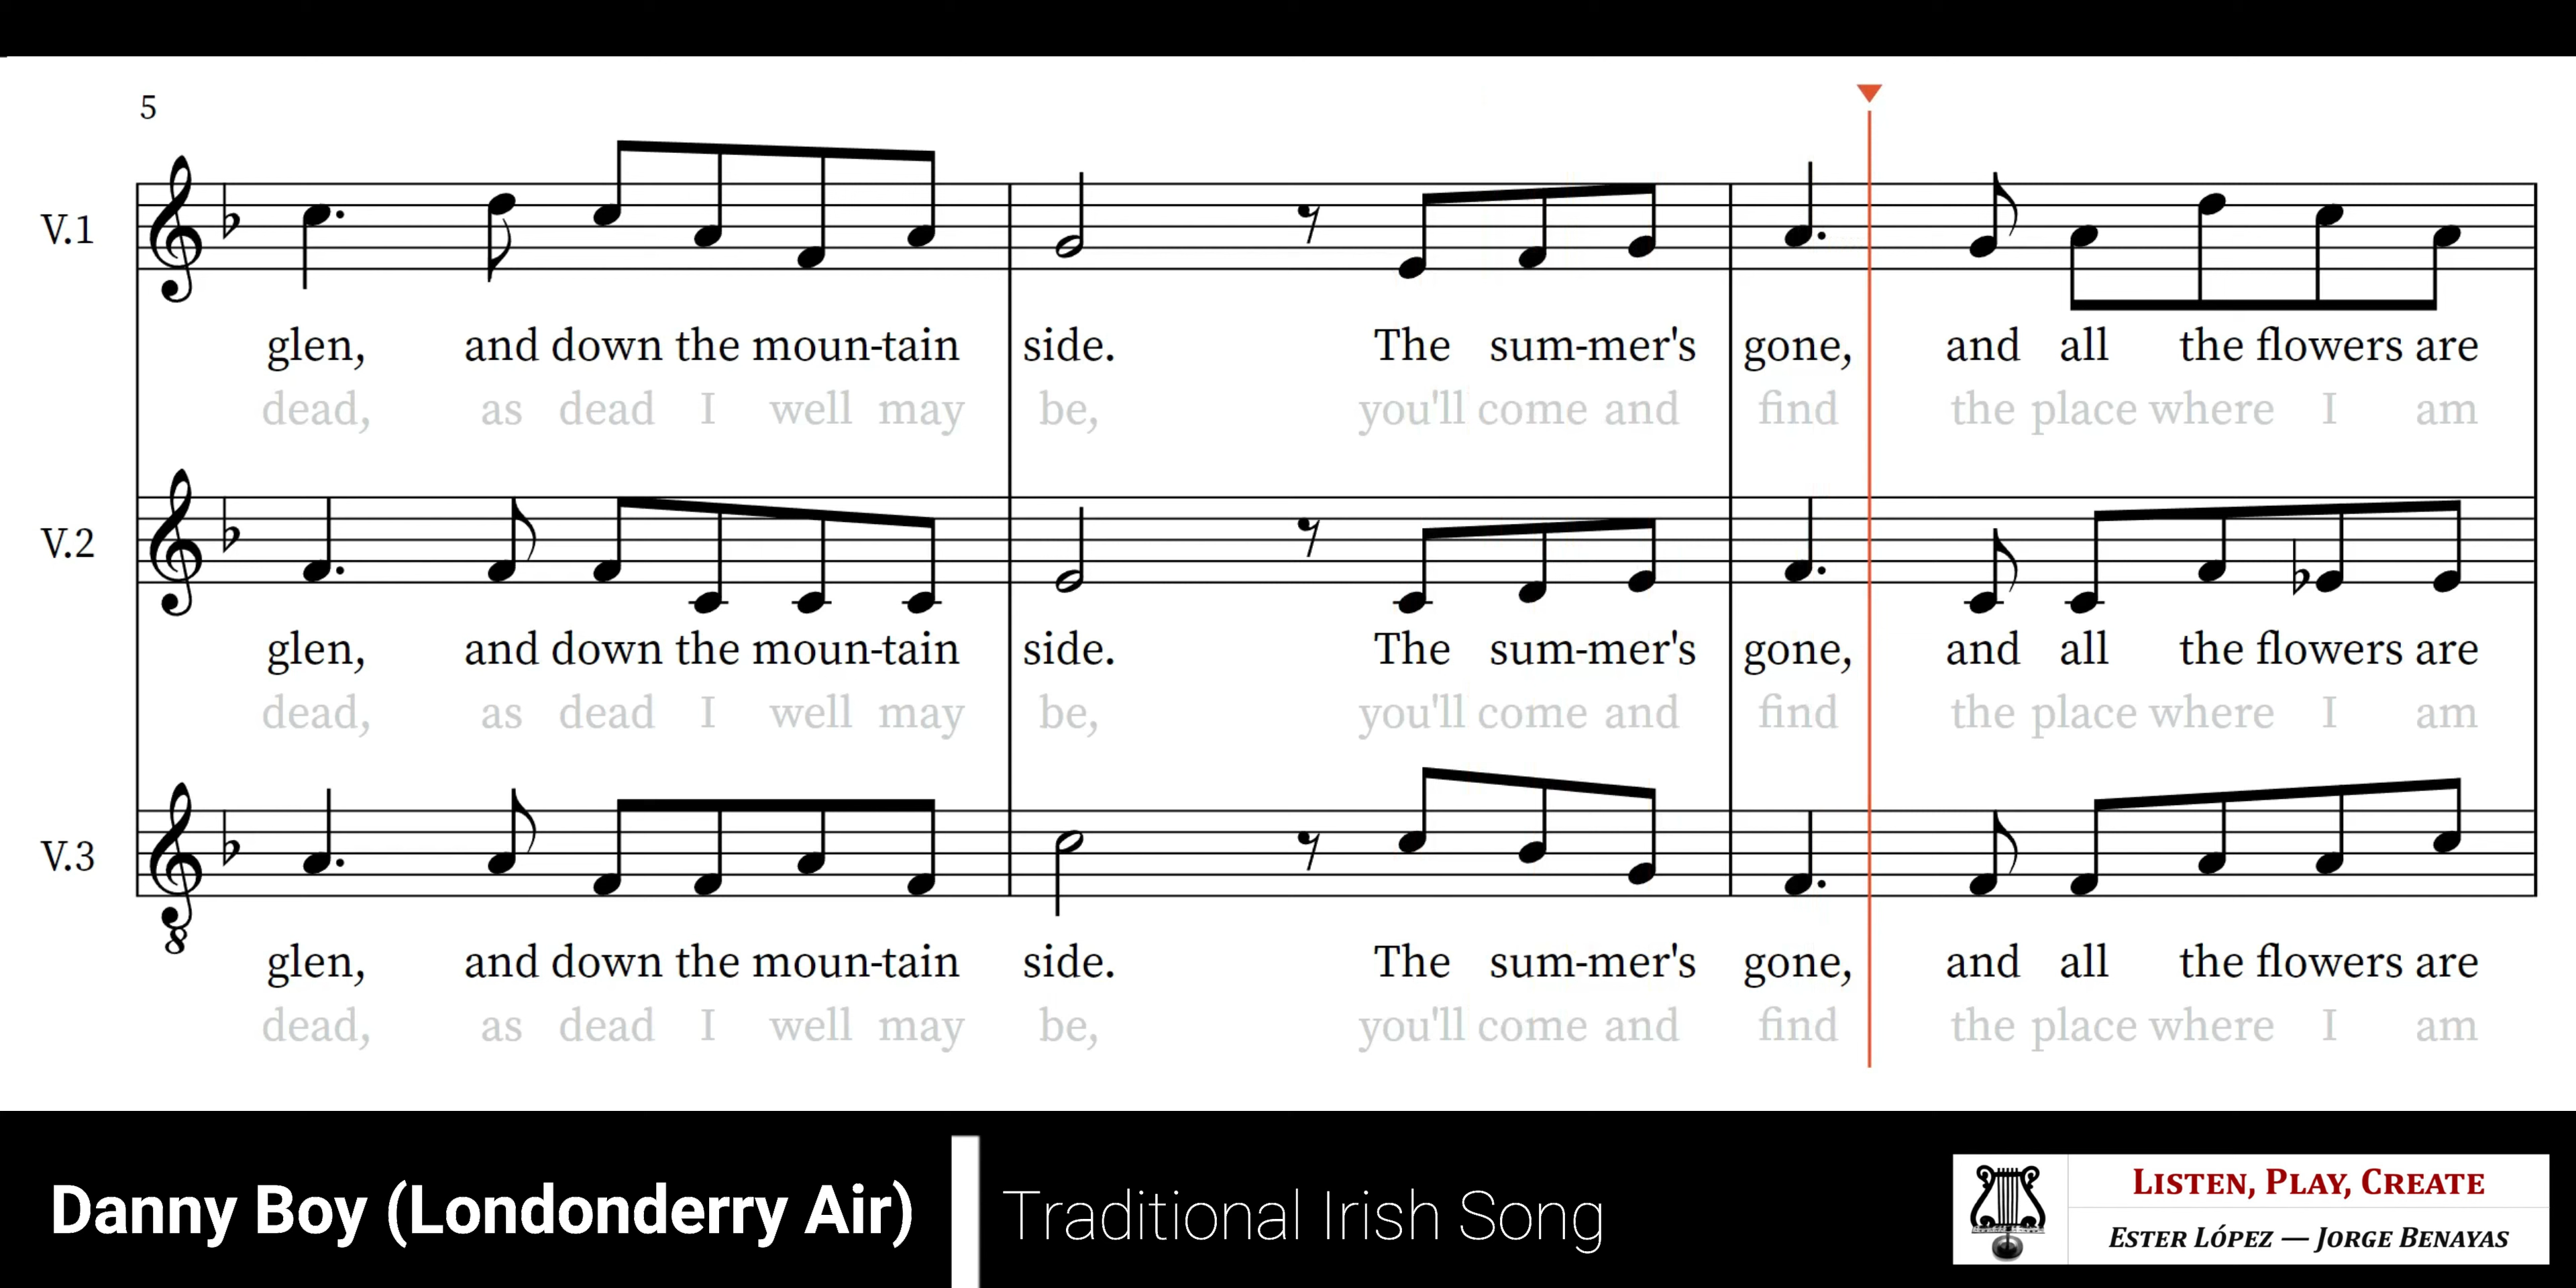 5
V.1
glen, and down the moun-tain side. The sum-mer's gone, and all the flowers are
dead, as dead I well may be, you'll come and find the place where I am
V.2
glen, and down the moun-tain side. The sum-mer's gone, and all the flowers are
dead, as dead I well may be, you'll come and find the place where I am
V.3
8
glen, and down the moun-tain side. The sum-mer's gone, and all the flowers are
dead, as dead I well may be, you'll come and find the place where I am
Danny Boy (Londonderry Air)
Traditional Irish Song
LISTEN, PLAY, CREATE
ESTER LÓPEZ — JORGE BENAYAS